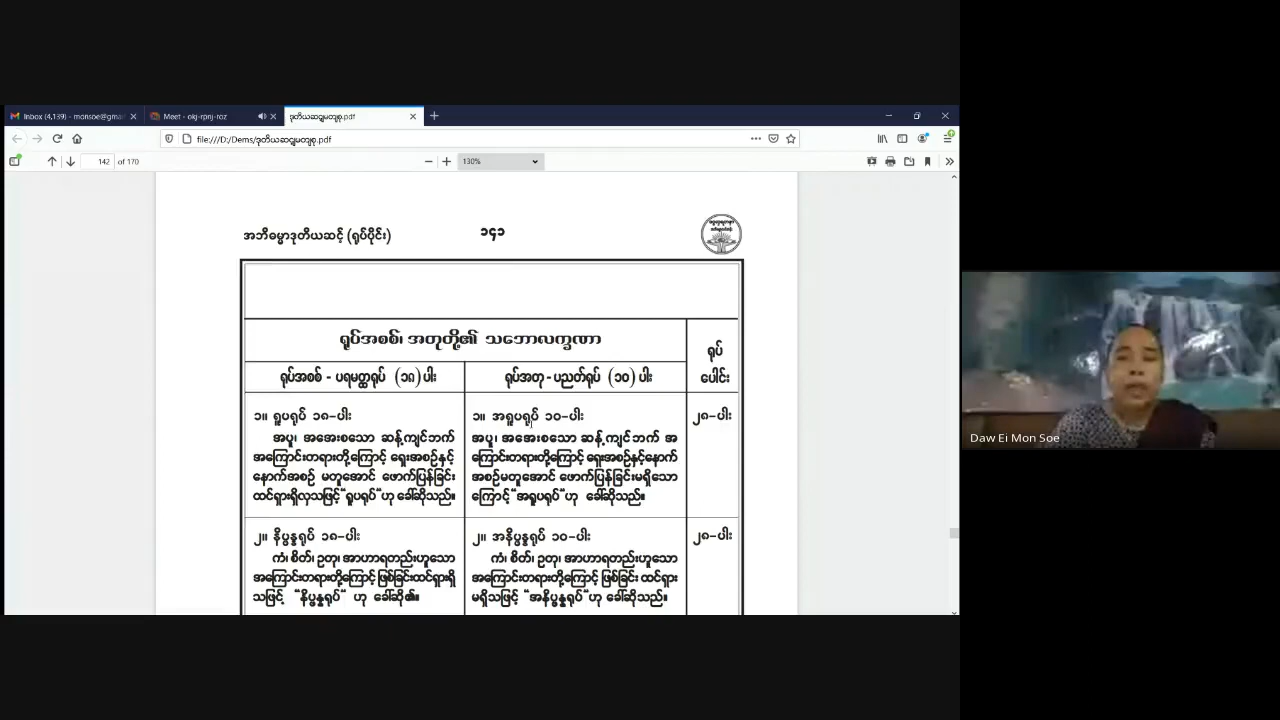 Inbox (4,139) - monsoe@gmai
Meet - okj-rpnj-roz
ဒုတိယဆင့်မတျစု.pdf
file:///D:/Dems/ဒုတိယဆင့်မတျစု.pdf
142 of 170
130%
အဘိဓမ္မာဒုတိယဆင့် (ရုပ်ပိုင်း)
၁၄၁
ရုပ်အစစ်၊ အတုတို့၏ သဘောလက္ခဏာ
ရုပ်ပေါင်း
ရုပ်အစစ် - ပရမတ္ထရုပ် (၁၈) ပါး
ရုပ်အတု - ပညတ်ရုပ် (၁၀) ပါး
၁။ ရူပရုပ် ၁၈-ပါး
အပူ၊ အအေးစသော ဆန့်ကျင်ဘက်
အကြောင်းတရားတို့ကြောင့် ရှေးအစဉ်နှင့်
နောက်အစဉ် မတူအောင် ဖောက်ပြန်ခြင်း
ထင်ရှားရှိလှသဖြင့် "ရူပရုပ်"ဟု ခေါ်ဆိုသည်။
၁။ အရူပရုပ် ၁၀-ပါး
အပူ၊ အအေးစသော ဆန့်ကျင်ဘက် အ
ကြောင်းတရားတို့ကြောင့် ရှေးအစဉ်နှင့်နောက်
အစဉ်မတူအောင် ဖောက်ပြန်ခြင်းမရှိသော
ကြောင့် "အရူပရုပ်"ဟု ခေါ်ဆိုသည်။
၂၈-ပါး
၂။ နိပ္ဖန္နရုပ် ၁၈-ပါး
ကံ၊ စိတ်၊ ဥတု၊ အာဟာရတည်းဟူသော
အကြောင်းတရားတို့ကြောင့် ဖြစ်ခြင်းထင်ရှားရှိ
သဖြင့် "နိပ္ဖန္နရုပ်" ဟု ခေါ်ဆို၏။
၂။ အနိပ္ဖန္နရုပ် ၁၀-ပါး
ကံ၊ စိတ်၊ ဥတု၊ အာဟာရတည်းဟူသော
အကြောင်းတရားတို့ကြောင့် ဖြစ်ခြင်း ထင်ရှား
မရှိသဖြင့် "အနိပ္ဖန္နရုပ်"ဟု ခေါ်ဆိုသည်။
၂၈-ပါး
Daw Ei Mon Soe